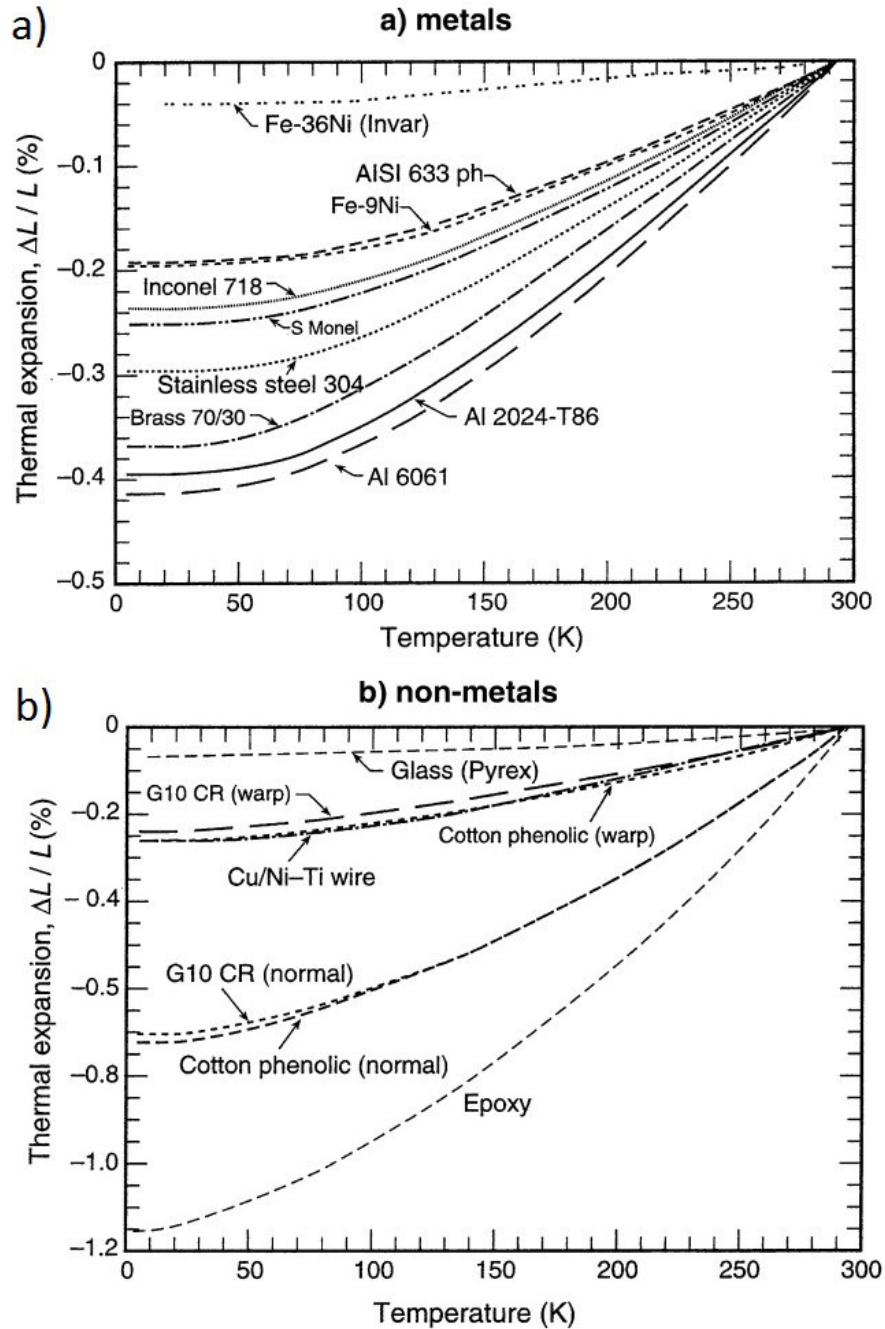 a)
a) metals
Thermal expansion, ΔL / L (%)
0
–0.1
–0.2
–0.3
–0.4
–0.5
Fe-36Ni (Invar)
AISI 633 ph
Fe-9Ni
Inconel 718
S Monel
Stainless steel 304
Brass 70/30
Al 2024-T86
Al 6061
0 50 100 150 200 250 300
Temperature (K)
b)
b) non-metals
Thermal expansion, ΔL / L (%)
0
–0.2
– 0.4
–0.5
–0.8
–1.0
–1.2
Glass (Pyrex)
G10 CR (warp)
Cotton phenolic (warp)
Cu/Ni–Ti wire
G10 CR (normal)
Cotton phenolic (normal)
Epoxy
0 50 100 150 200 250 300
Temperature (K)